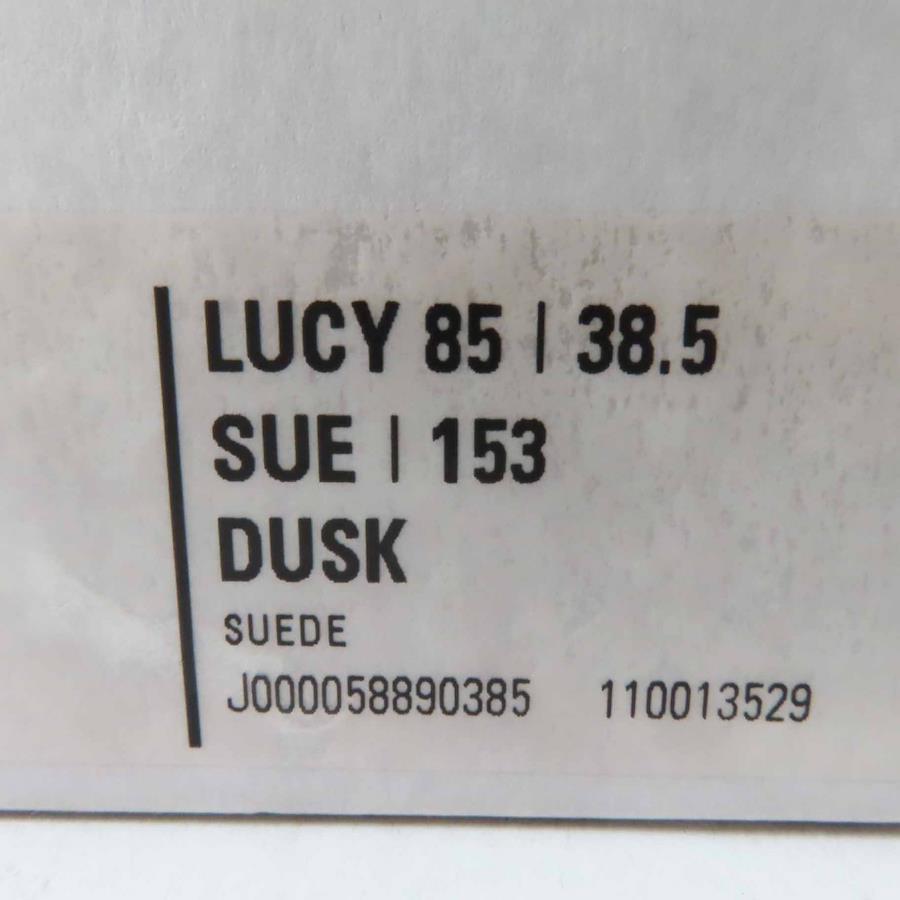 LUCY 85 | 38.5
SUE | 153
DUSK
SUEDE
J000058890385 110013529